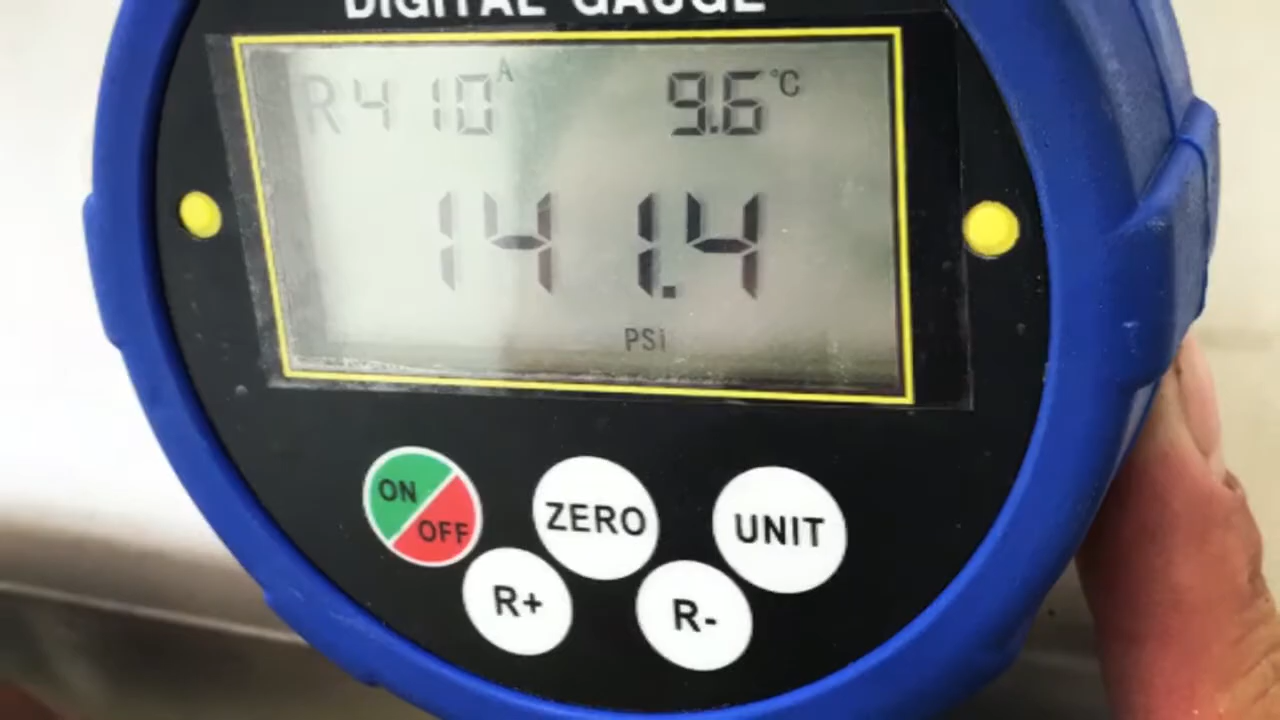 DIGITAL GAUGE
R410A 9.6°C
141.4
PSi
ON OFF
ZERO
UNIT
R+
R-